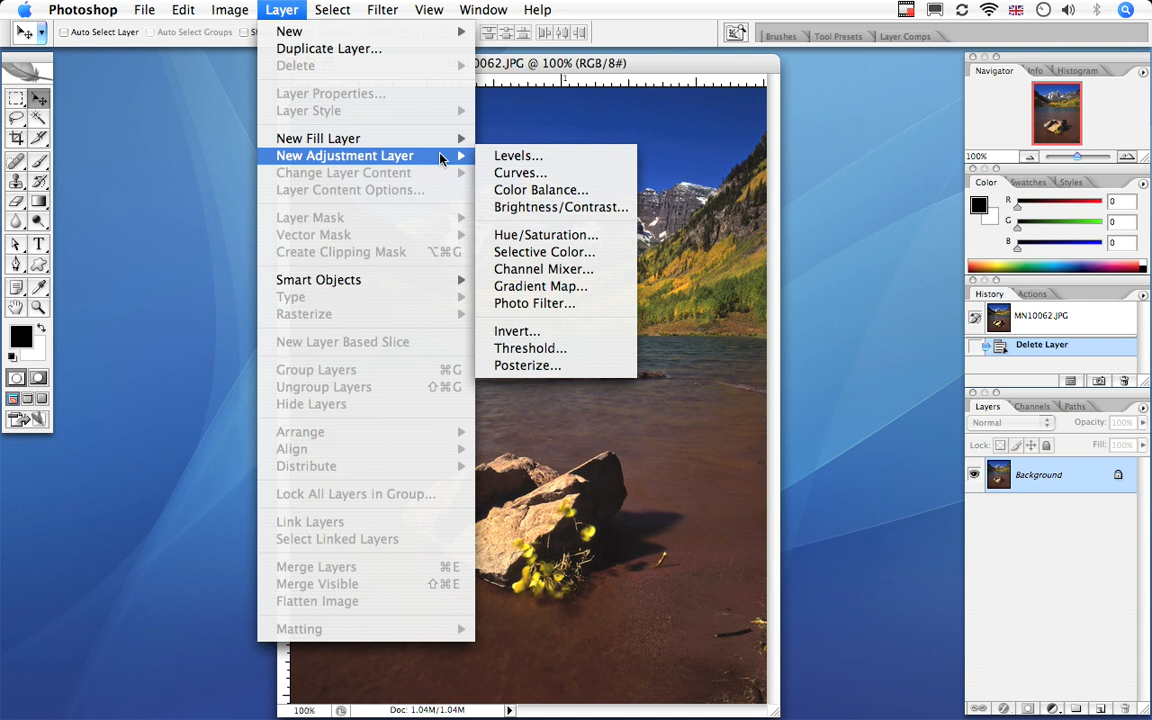 Photoshop File Edit Image Layer Select Filter View Window Help
Auto Select Layer Auto Select Groups
Brushes Tool Presets Layer Comps
0062.JPG @ 100% (RGB/8#)
1
New
Duplicate Layer...
Delete
Layer Properties...
Layer Style
New Fill Layer
New Adjustment Layer
Change Layer Content
Layer Content Options...
Layer Mask
Vector Mask
Create Clipping Mask ⌥⌘G
Smart Objects
Type
Rasterize
New Layer Based Slice
Group Layers ⌘G
Ungroup Layers ⇧⌘G
Hide Layers
Arrange
Align
Distribute
Lock All Layers in Group...
Link Layers
Select Linked Layers
Merge Layers ⌘E
Merge Visible ⇧⌘E
Flatten Image
Matting
Levels...
Curves...
Color Balance...
Brightness/Contrast...
Hue/Saturation...
Selective Color...
Channel Mixer...
Gradient Map...
Photo Filter...
Invert...
Threshold...
Posterize...
T
Navigator Info Histogram
100%
Color Swatches Styles
R 0
G 0
B 0
History Actions
MN10062.JPG
Delete Layer
Layers Channels Paths
Normal Opacity: 100%
Lock: Fill: 100%
Background
100% Doc: 1.04M/1.04M